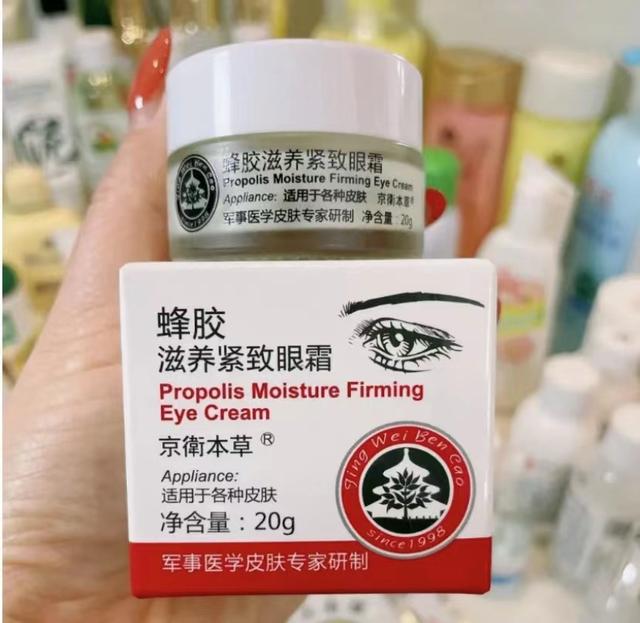 蜂胶滋养紧致眼霜
Propolis Moisture Firming Eye Cream
Appliance: 适用于各种皮肤 京衛本草®
军事医学皮肤专家研制 净含量: 20g
蜂胶
滋养紧致眼霜
Propolis Moisture Firming
Eye Cream
京衛本草®
Appliance:
适用于各种皮肤
净含量: 20g
Jing Wei Ben Cao
since1998
军事医学皮肤专家研制